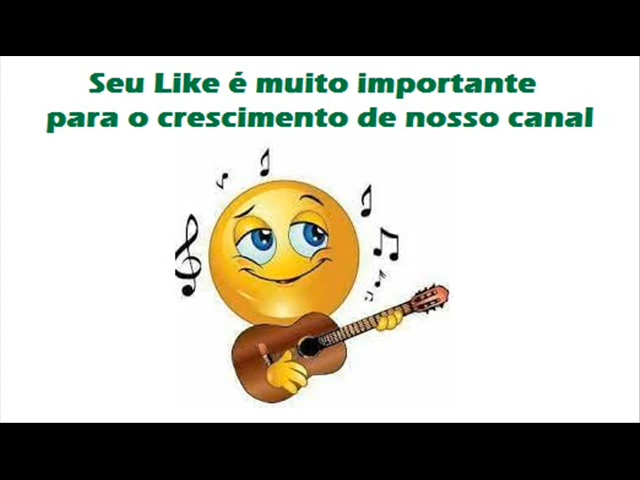 Seu Like é muito importante
para o crescimento de nosso canal